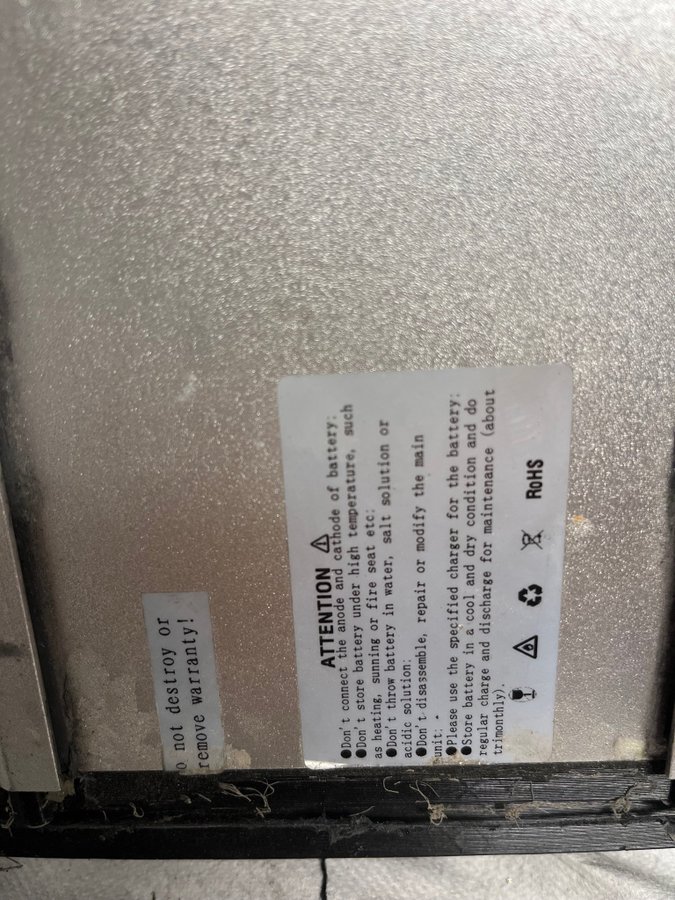 o not destroy or
remove warranty!
ATTENTION
●Don't connect the anode and cathode of battery;
●Don't store battery under high temperature, such
as heating, sunning or fire seat etc;
●Don't throw battery in water, salt solution or
acidic solution;
●Don't disassemble, repair or modify the main
unit;
●Please use the specified charger for the battery;
●Store battery in a cool and dry condition and do
regular charge and discharge for maintenance (about
trimonthly).
RoHS